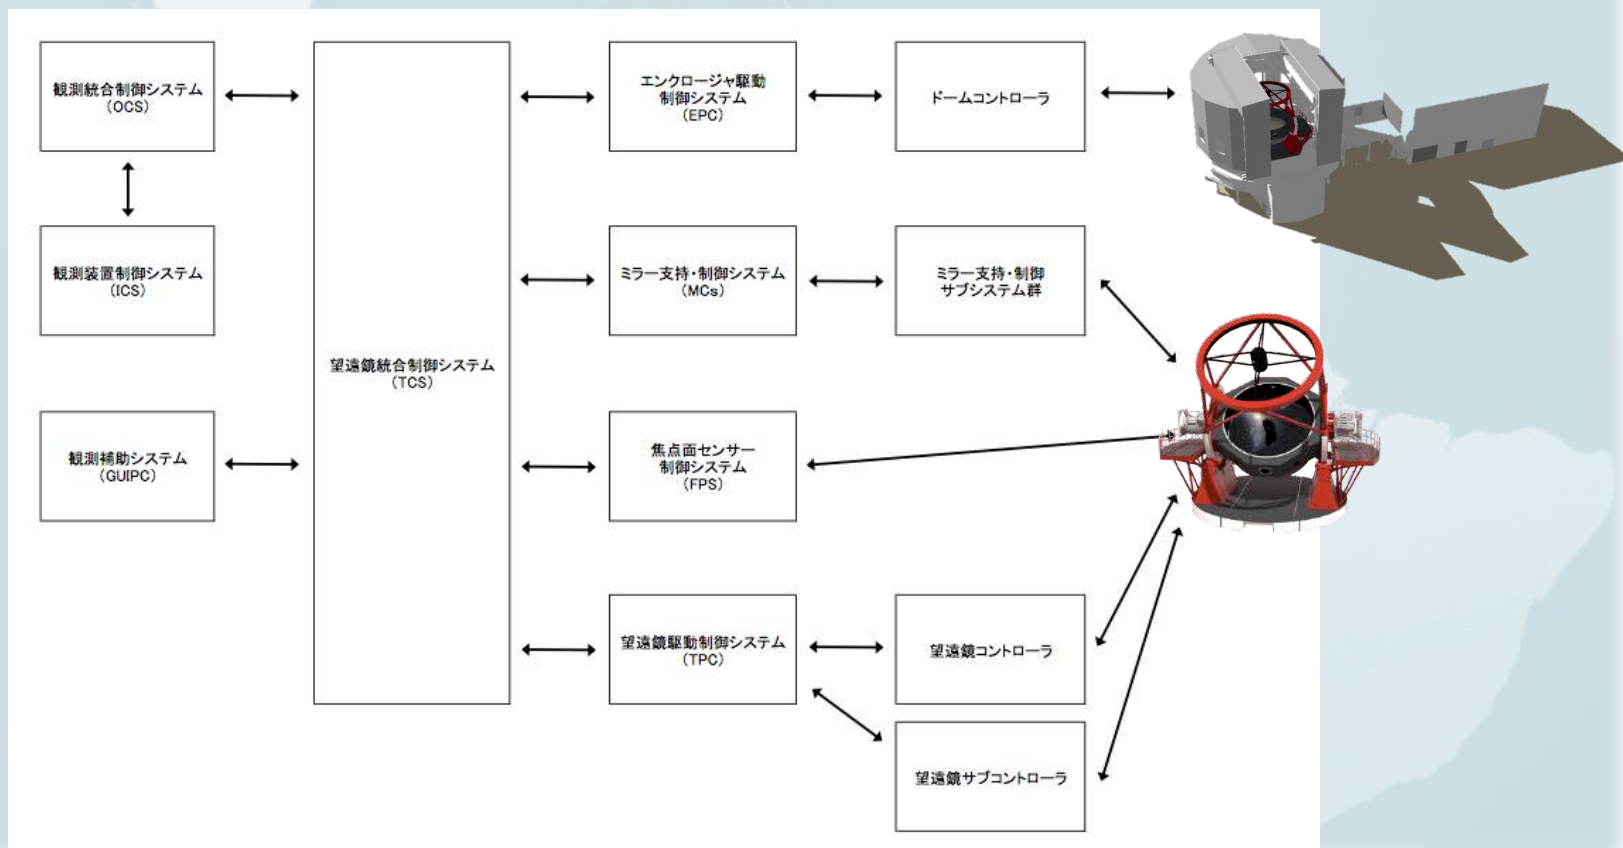 観測統合制御システム
(OCS)
エンクロージャ駆動
制御システム
(EPC)
ドームコントローラ
観測装置制御システム
(ICS)
望遠鏡統合制御システム
(TCS)
ミラー支持・制御システム
(MCs)
ミラー支持・制御
サブシステム群
観測補助システム
(GUIPC)
焦点面センサー
制御システム
(FPS)
望遠鏡駆動制御システム
(TPC)
望遠鏡コントローラ
望遠鏡サブコントローラ